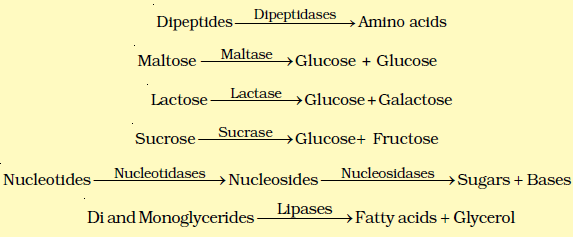 Dipeptides Dipeptidases → Amino acids
Maltose Maltase → Glucose + Glucose
Lactose Lactase → Glucose+Galactose
Sucrose Sucrase → Glucose+ Fructose
Nucleotides Nucleotidases → Nucleosides Nucleosidases → Sugars + Bases
Di and Monoglycerides Lipases → Fatty acids + Glycerol